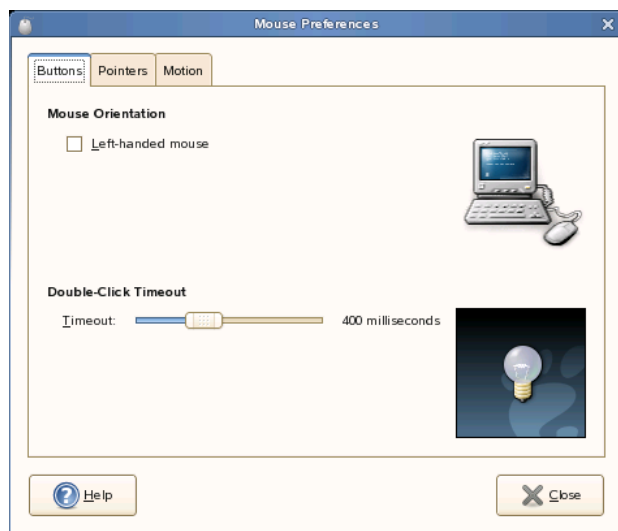 Mouse Preferences
Buttons Pointers Motion
Mouse Orientation
Left-handed mouse
Double-Click Timeout
Timeout: 400 milliseconds
Help Close